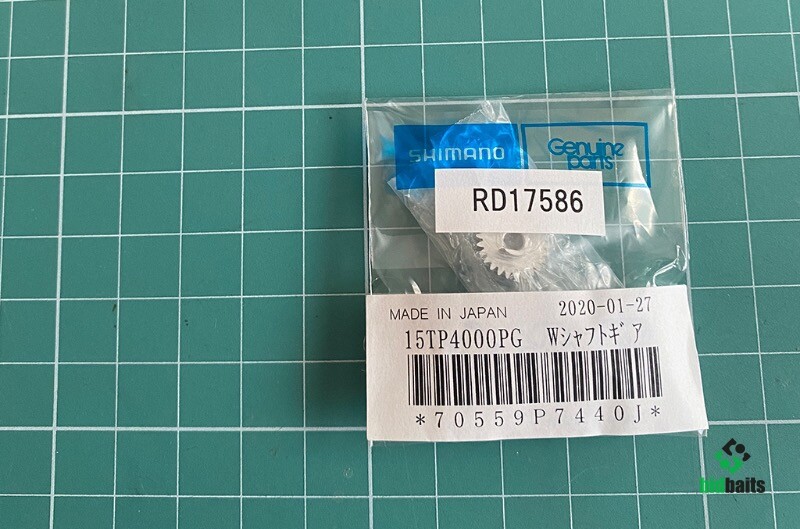 SHIMANO
Genuine
parts
RD17586
MADE IN JAPAN 2020-01-27
15TP4000PG Wシャフトギア
*70559P7440J*
baits